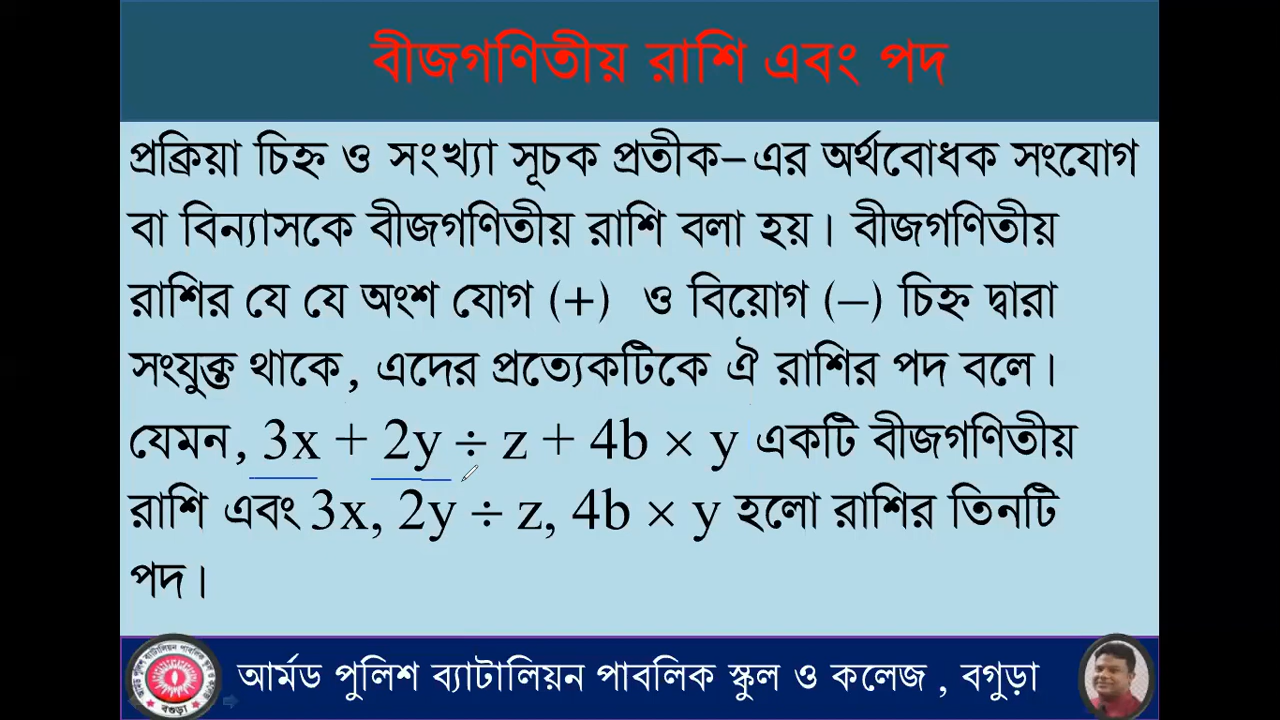 বীজগণিতীয় রাশি এবং পদ
প্রক্রিয়া চিহ্ন ও সংখ্যা সূচক প্রতীক–এর অর্থবোধক সংযোগ
বা বিন্যাসকে বীজগণিতীয় রাশি বলা হয়। বীজগণিতীয়
রাশির যে যে অংশ যোগ (+) ও বিয়োগ (–) চিহ্ন দ্বারা
সংযুক্ত থাকে, এদের প্রত্যেকটিকে ঐ রাশির পদ বলে।
যেমন, 3x + 2y ÷ z + 4b × y একটি বীজগণিতীয়
রাশি এবং 3x, 2y ÷ z, 4b × y হলো রাশির তিনটি
পদ।
আর্মড পুলিশ ব্যাটালিয়ন পাবলিক স্কুল ও কলেজ , বগুড়া
বগুড়া